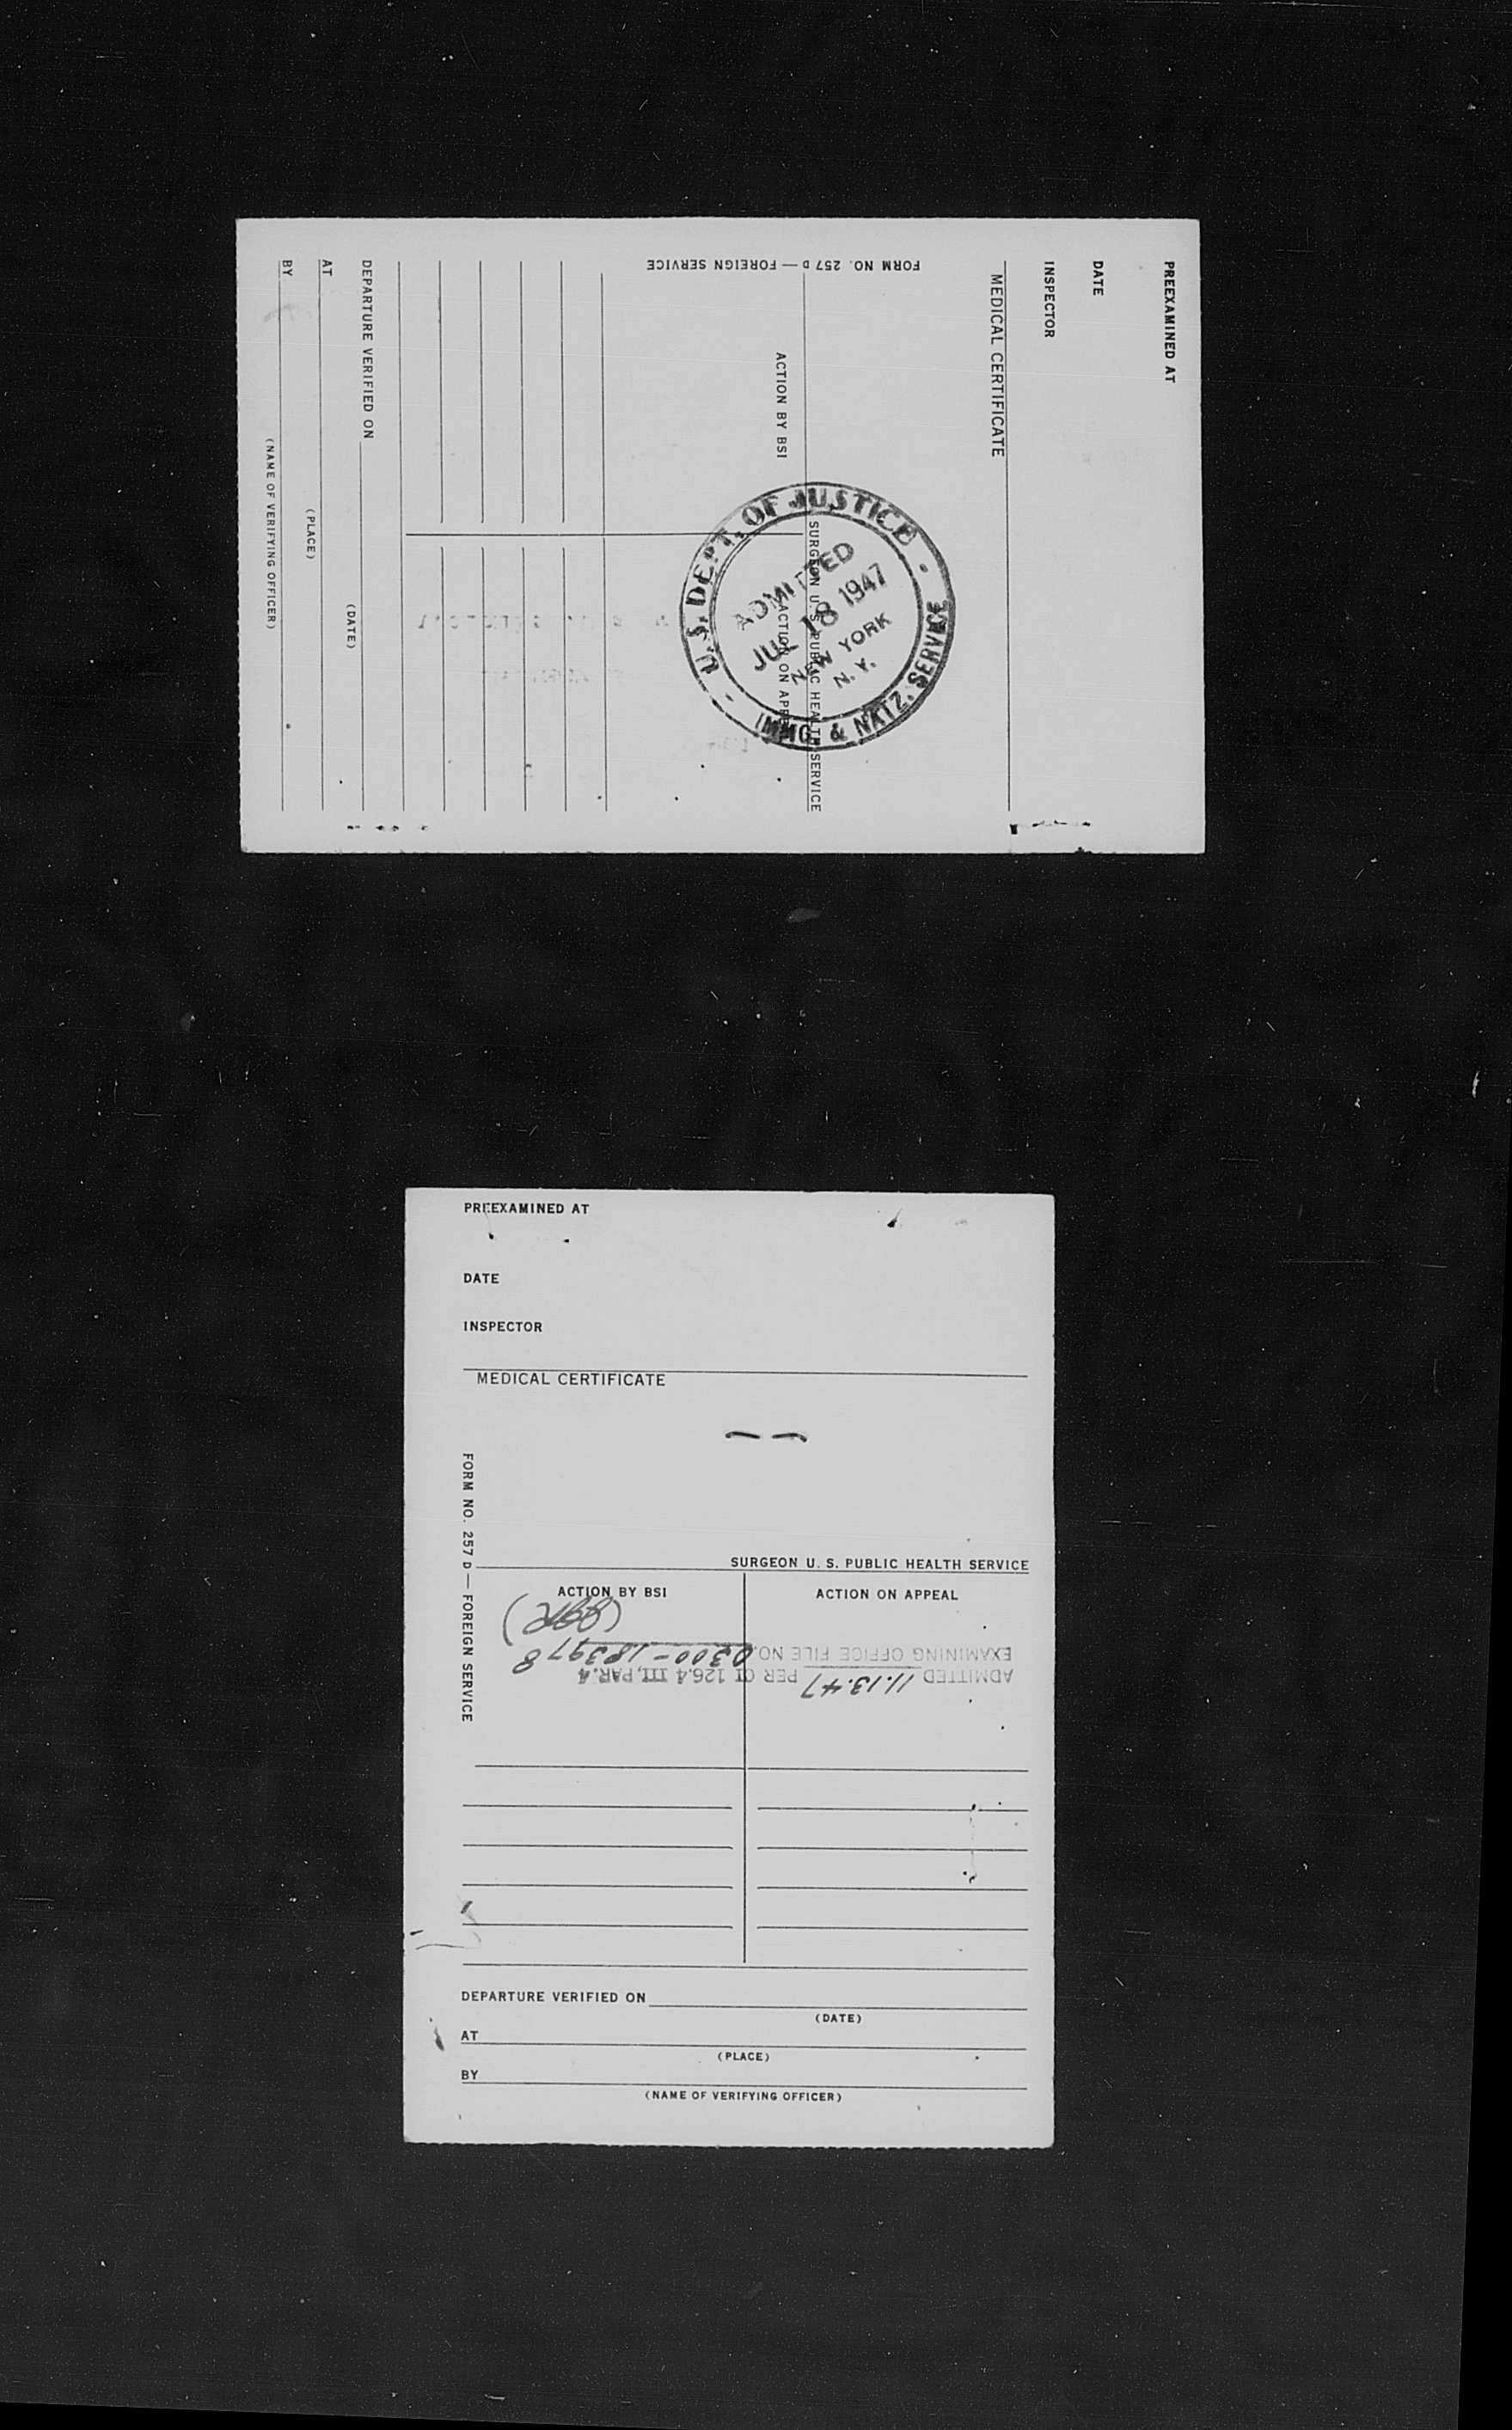 PREEXAMINED AT
DATE
INSPECTOR
MEDICAL CERTIFICATE
SURGEON U. S. PUBLIC HEALTH SERVICE
FORM NO. 257 D — FOREIGN SERVICE
ACTION BY BSI
ACTION ON APPE
U.S. DEPT. OF JUSTICE - IMMG. & NATZ. SERVICE -
ADMITTED
JUN 18 1947
NEW YORK
N. Y.
DEPARTURE VERIFIED ON
(DATE)
AT
(PLACE)
BY
(NAME OF VERIFYING OFFICER)
PREEXAMINED AT
DATE
INSPECTOR
MEDICAL CERTIFICATE
SURGEON U. S. PUBLIC HEALTH SERVICE
FORM NO. 257 D — FOREIGN SERVICE
ACTION BY BSI
ACTION ON APPEAL
ADMITTED 11.13.47 PER OI 126.4 III, PAR. 4
EXAMINING OFFICE FILE NO. 0300-183978
DEPARTURE VERIFIED ON
(DATE)
AT
(PLACE)
BY
(NAME OF VERIFYING OFFICER)